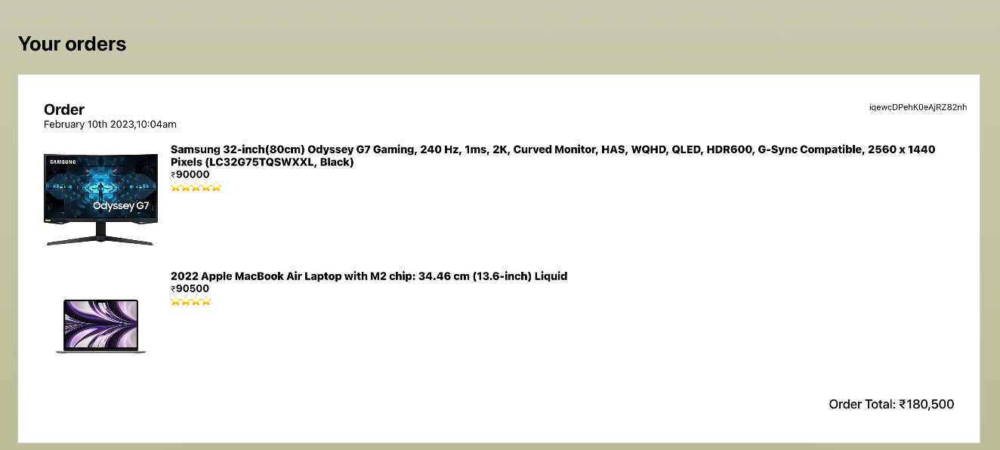 Your orders
Order
iqewcDPehK0eAjRZ82nh
February 10th 2023,10:04am
SAMSUNG
Odyssey G7
Samsung 32-inch(80cm) Odyssey G7 Gaming, 240 Hz, 1ms, 2K, Curved Monitor, HAS, WQHD, QLED, HDR600, G-Sync Compatible, 2560 x 1440
Pixels (LC32G75TQSWXXL, Black)
₹90000
2022 Apple MacBook Air Laptop with M2 chip: 34.46 cm (13.6-inch) Liquid
₹90500
Order Total: ₹180,500